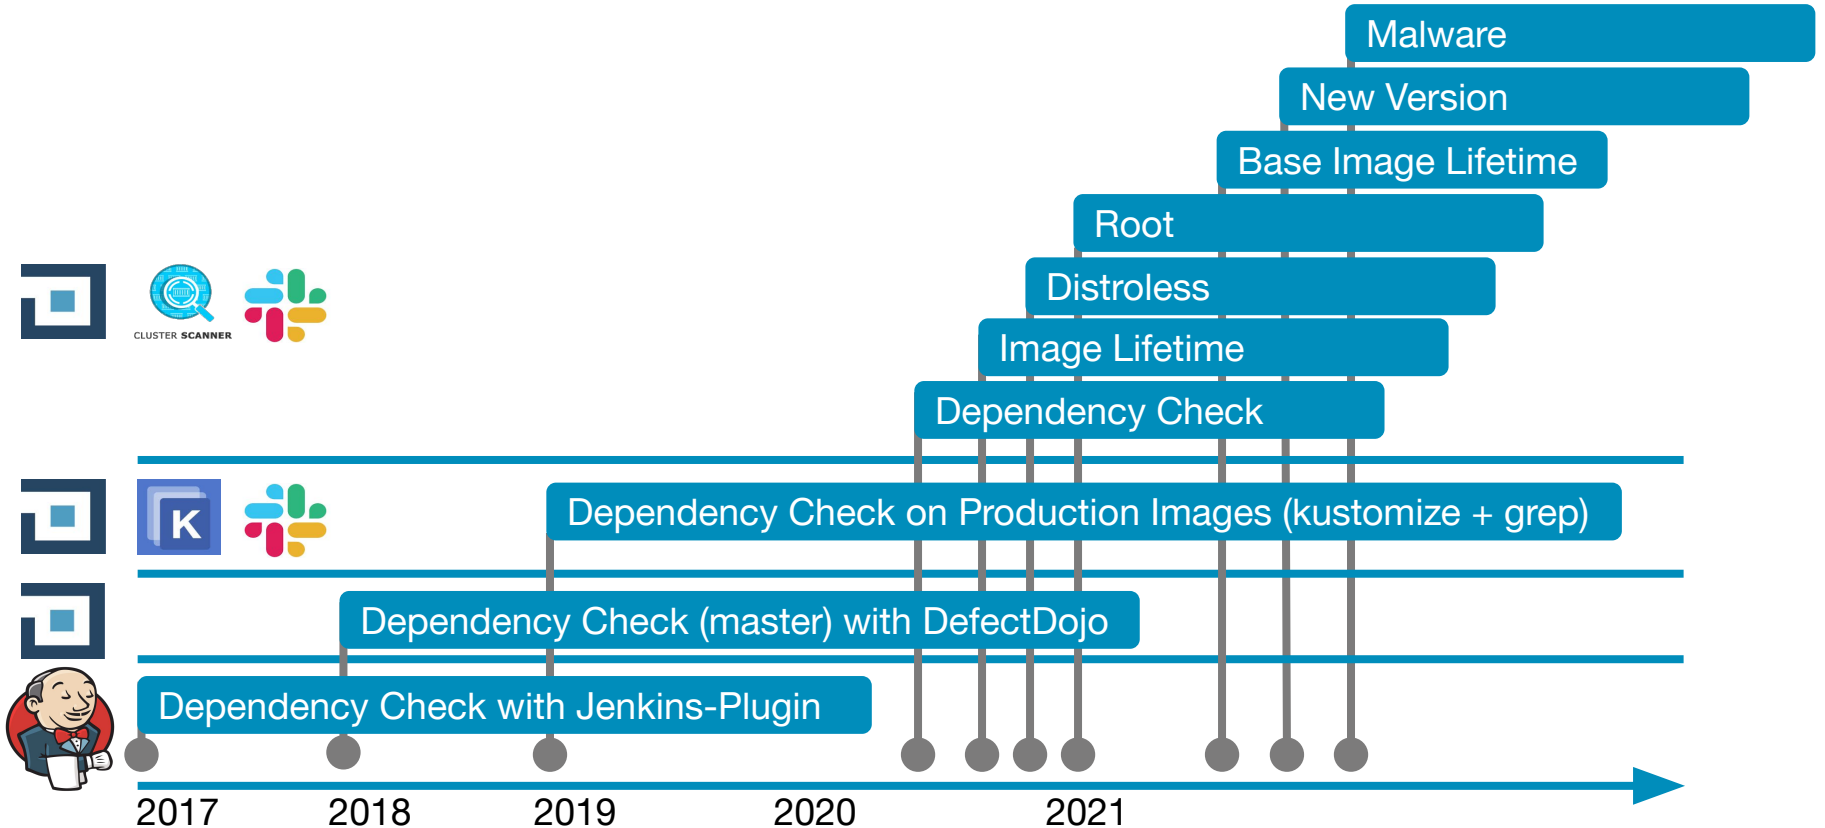 Malware
New Version
Base Image Lifetime
Root
Distroless
CLUSTER SCANNER
Image Lifetime
Dependency Check
K
Dependency Check on Production Images (kustomize + grep)
Dependency Check (master) with DefectDojo
Dependency Check with Jenkins-Plugin
2017
2018
2019
2020
2021